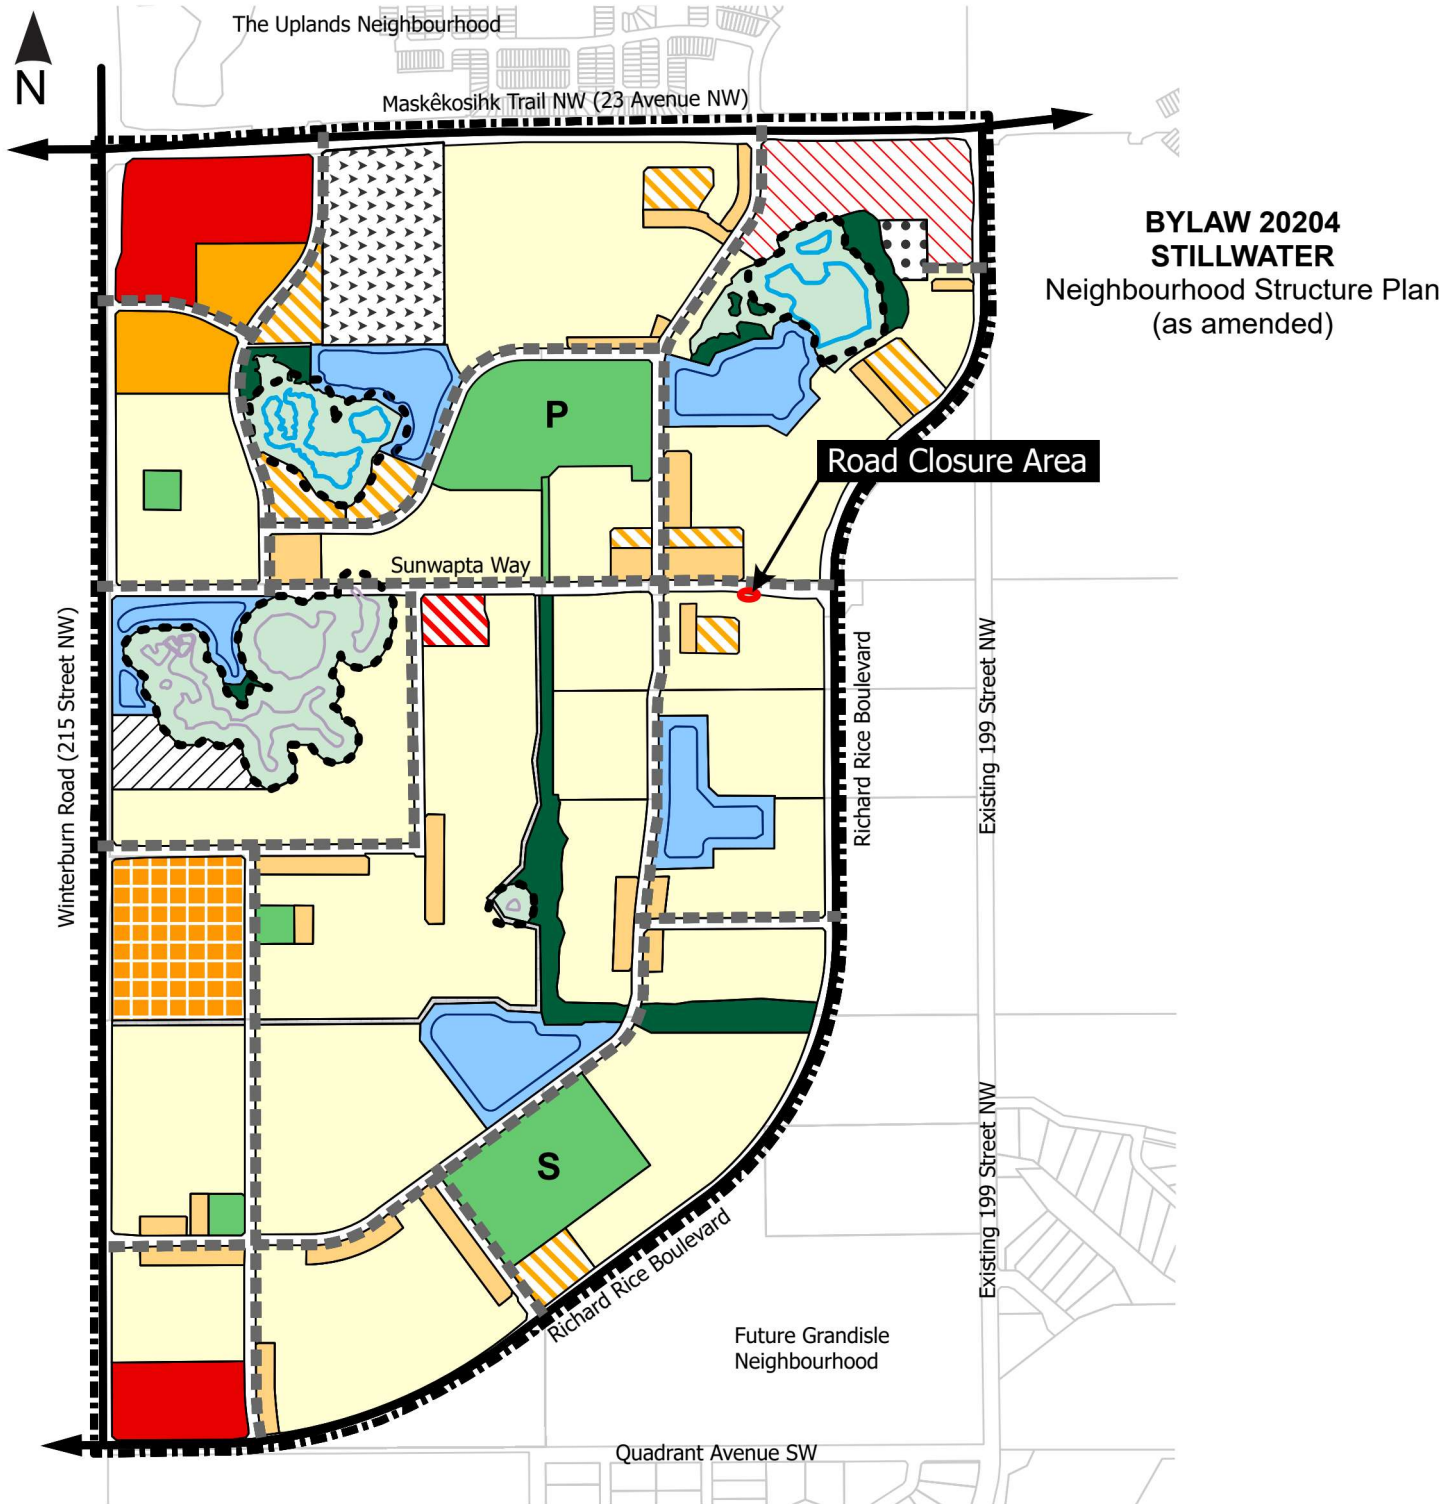 The Uplands Neighbourhood
N
Maskêkosihk Trail NW (23 Avenue NW)
BYLAW 20204
STILLWATER
Neighbourhood Structure Plan
(as amended)
P
Road Closure Area
Sunwapta Way
Winterburn Road (215 Street NW)
Richard Rice Boulevard
Existing 199 Street NW
Existing 199 Street NW
S
Richard Rice Boulevard
Future Grandisle
Neighbourhood
Quadrant Avenue SW